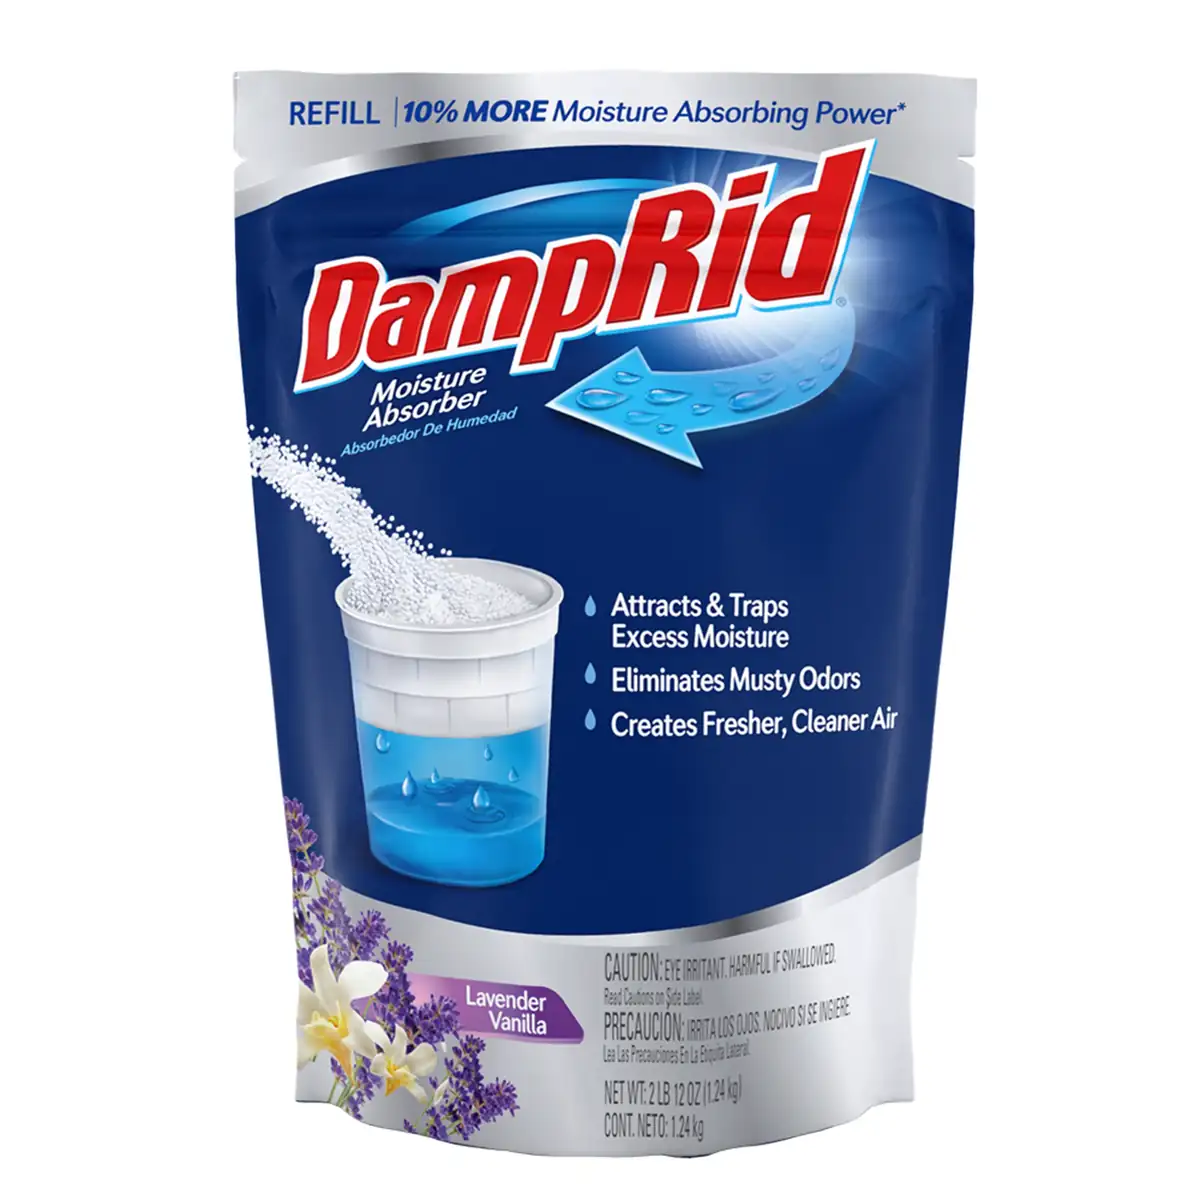 REFILL | 10% MORE Moisture Absorbing Power*
DampRid®
Moisture
Absorber
Absorbedor De Humedad
Attracts & Traps
Excess Moisture
Eliminates Musty Odors
Creates Fresher, Cleaner Air
Lavender
Vanilla
CAUTION: EYE IRRITANT. HARMFUL IF SWALLOWED.
Read Cautions on Side Label.
PRECAUCIÓN: IRRITA LOS OJOS. NOCIVO SI SE INGIERE.
Lea Las Precauciones En La Etiquita Lateral.
NET WT: 2 LB 12 OZ (1.24 kg)
CONT. NETO: 1.24 kg